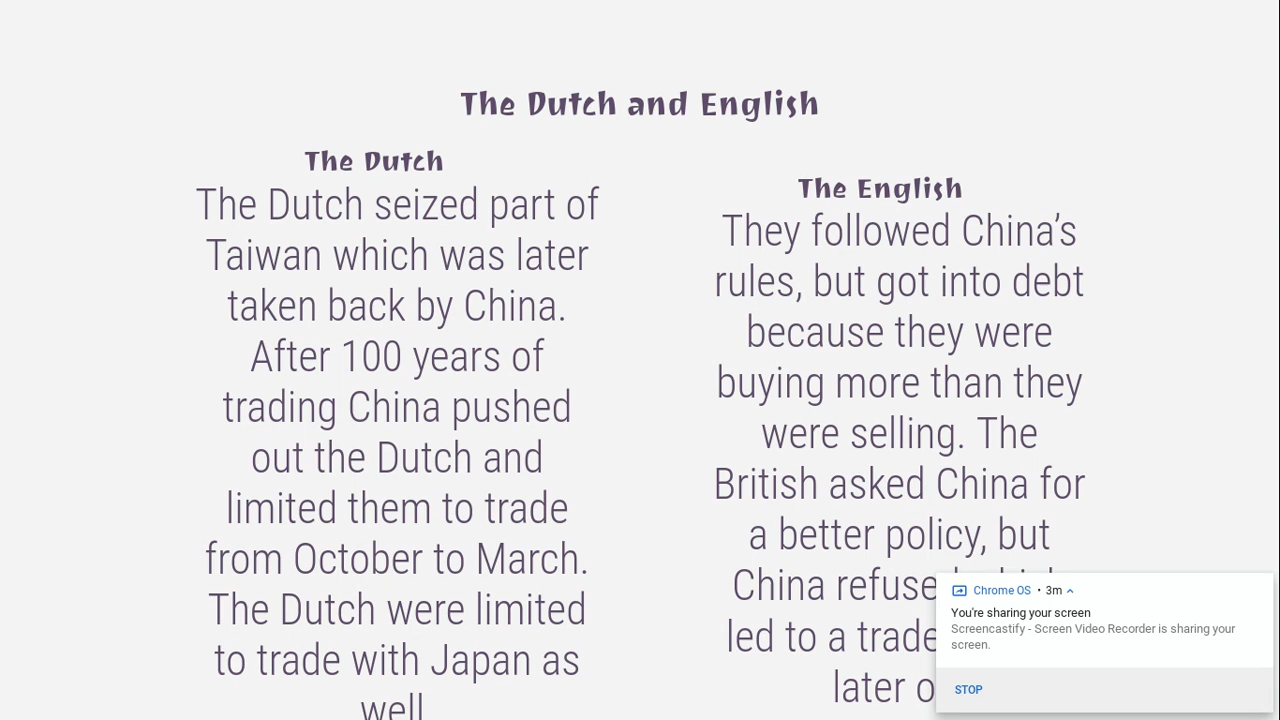 The Dutch and English
The Dutch
The Dutch seized part of
Taiwan which was later
taken back by China.
After 100 years of
trading China pushed
out the Dutch and
limited them to trade
from October to March.
The Dutch were limited
to trade with Japan as
well
The English
They followed China’s
rules, but got into debt
because they were
buying more than they
were selling. The
British asked China for
a better policy, but
China
led to a trade
later
Chrome OS • 3m
You're sharing your screen
Screencastify - Screen Video Recorder is sharing your
screen.
STOP